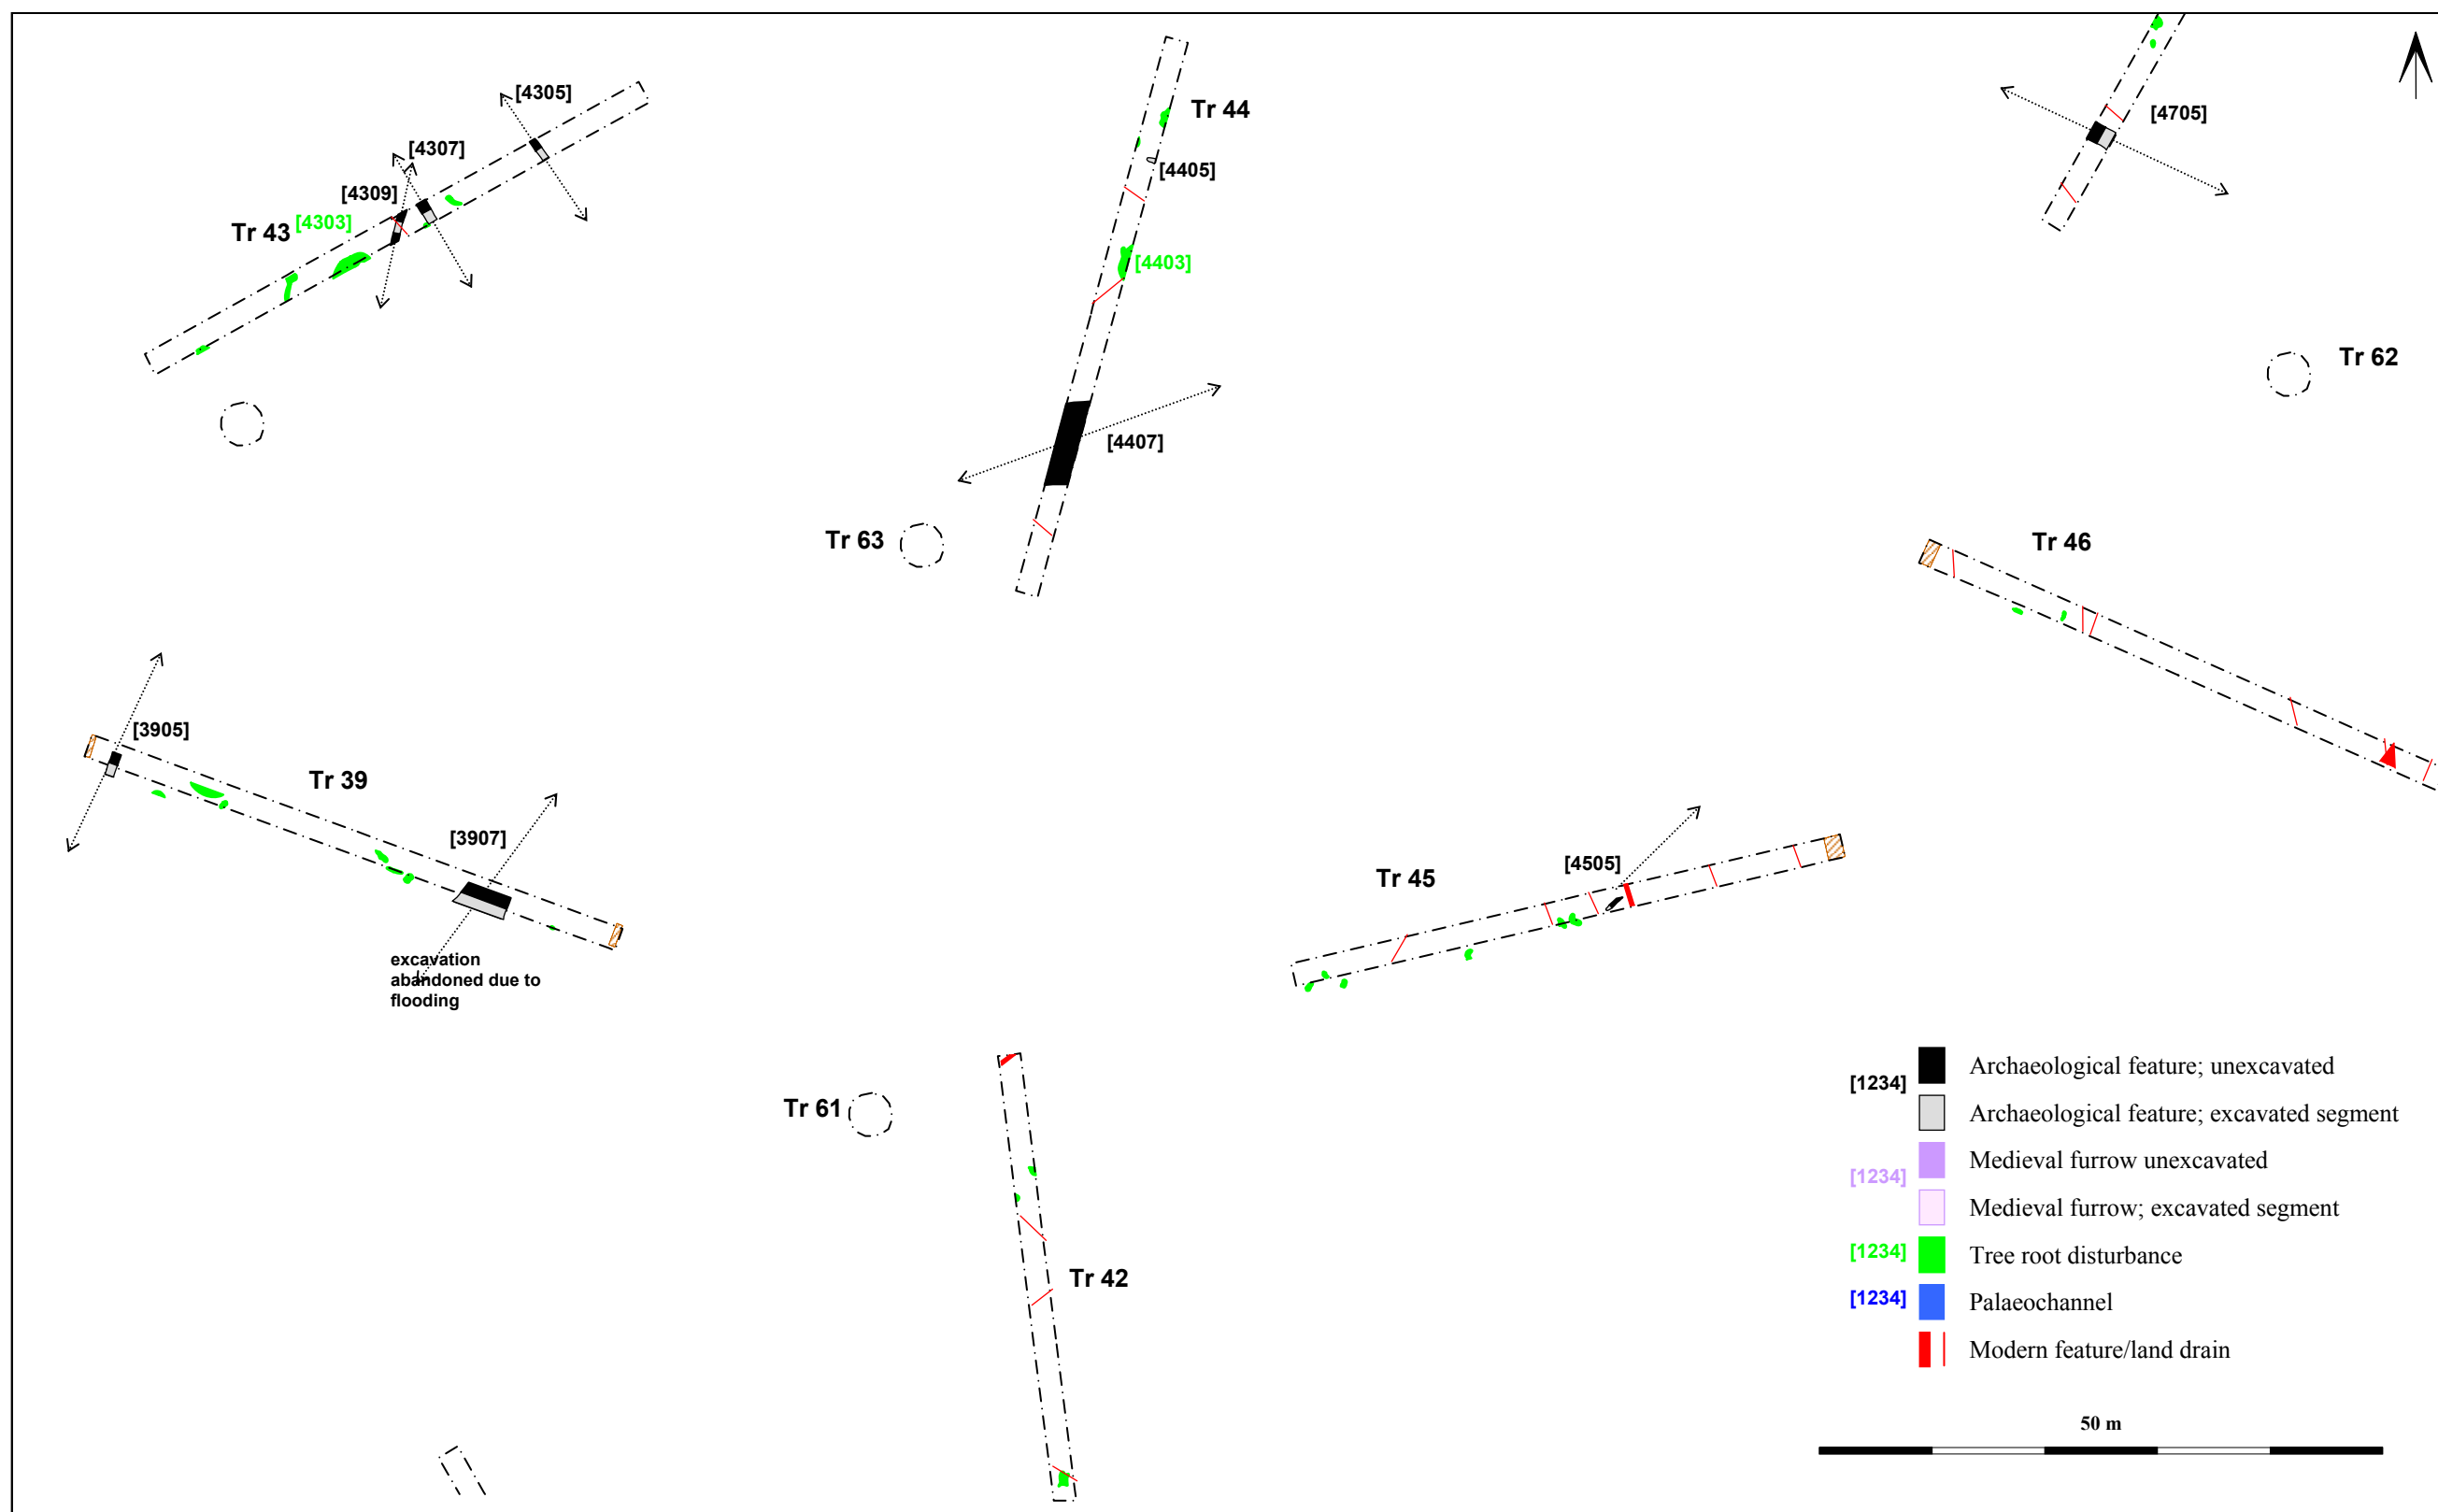 [4305]
Tr 44
[4705]
[4307]
[4405]
[4309]
Tr 43
[4303]
[4403]
Tr 62
[4407]
Tr 63
Tr 46
[3905]
Tr 39
[3907]
[4505]
Tr 45
excavation
abandoned due to
flooding
Tr 61
Tr 42
[1234]
Archaeological feature; unexcavated
Archaeological feature; excavated segment
[1234]
Medieval furrow unexcavated
Medieval furrow; excavated segment
[1234]
Tree root disturbance
[1234]
Palaeochannel
Modern feature/land drain
50 m